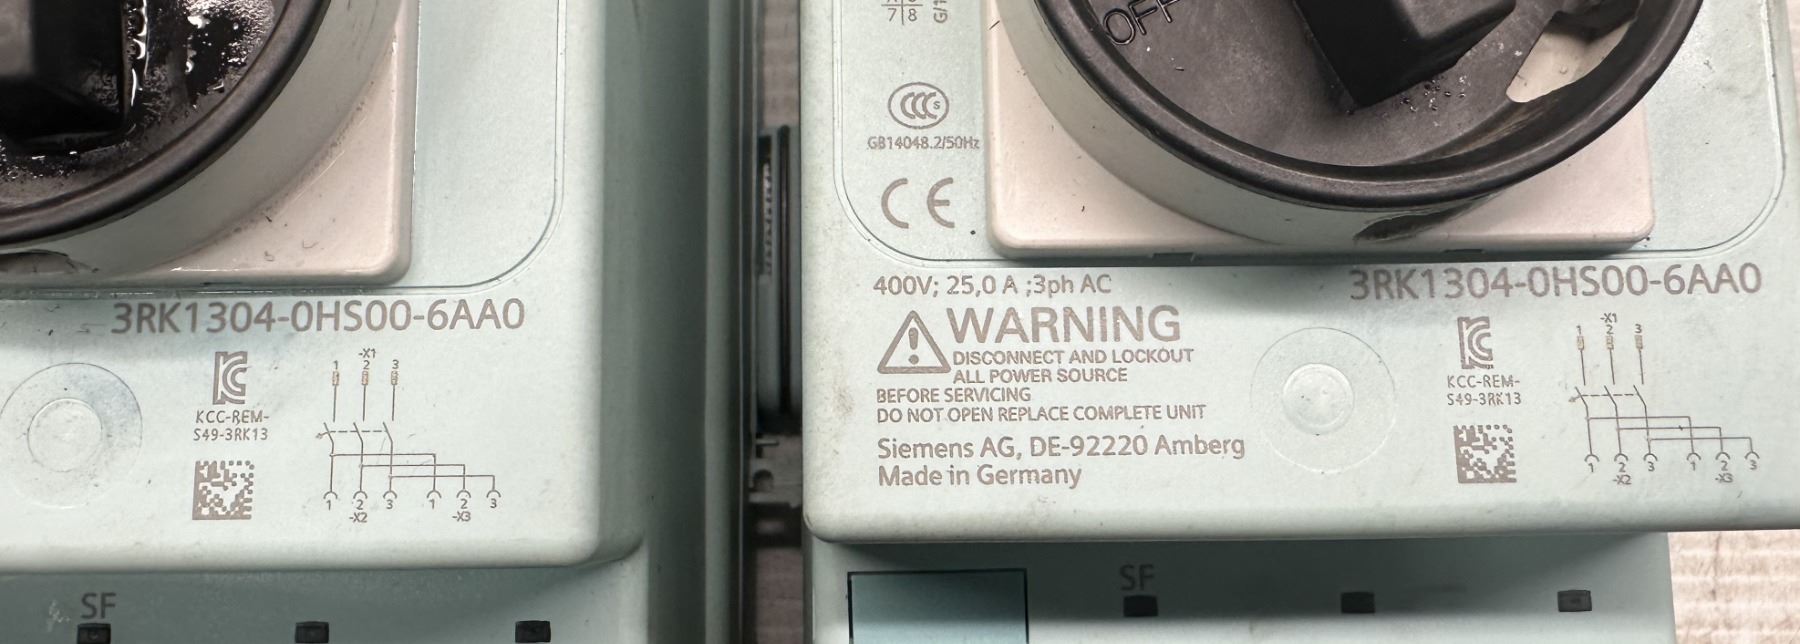 3RK1304-0HS00-6AA0
KCC-REM-
S49-3RK13
-X1
1 2 3
1 2 3 1 2 3
-X2 -X3
SF
7 8
OFF
CCC S
GB14048.2/50Hz
CE
400V; 25,0 A ;3ph AC
3RK1304-0HS00-6AA0
WARNING
DISCONNECT AND LOCKOUT
ALL POWER SOURCE
BEFORE SERVICING
DO NOT OPEN REPLACE COMPLETE UNIT
Siemens AG, DE-92220 Amberg
Made in Germany
KCC-REM-
S49-3RK13
-X1
1 2 3
1 2 3 1 2 3
-X2 -X3
SF